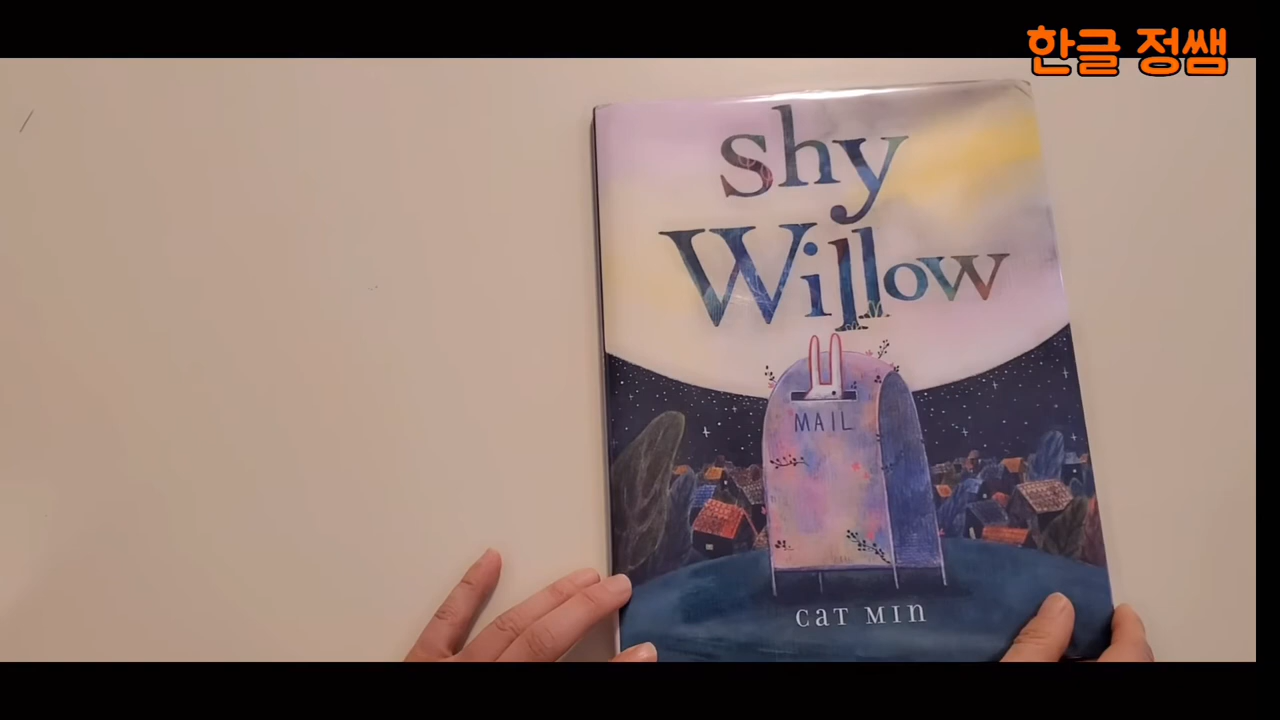 한글 정쌤
shy
Willow
MAIL
cat min